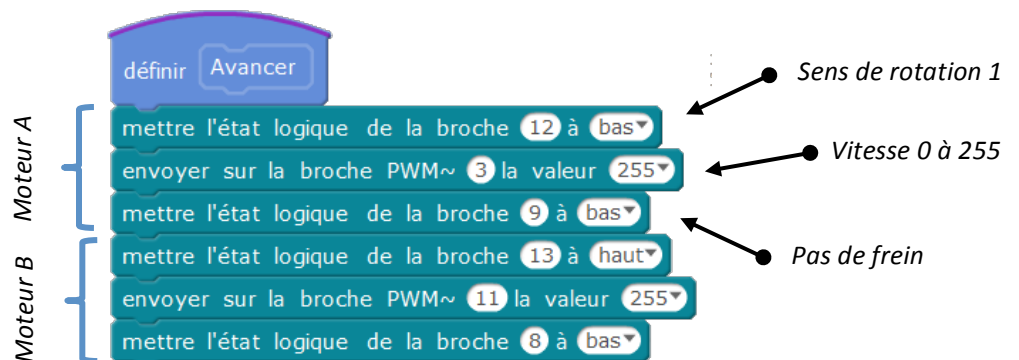 définir Avancer
Sens de rotation 1
mettre l'état logique de la broche 12 à bas
Vitesse 0 à 255
envoyer sur la broche PWM~ 3 la valeur 255
mettre l'état logique de la broche 9 à bas
Pas de frein
Moteur A
mettre l'état logique de la broche 13 à haut
envoyer sur la broche PWM~ 11 la valeur 255
mettre l'état logique de la broche 8 à bas
Moteur B